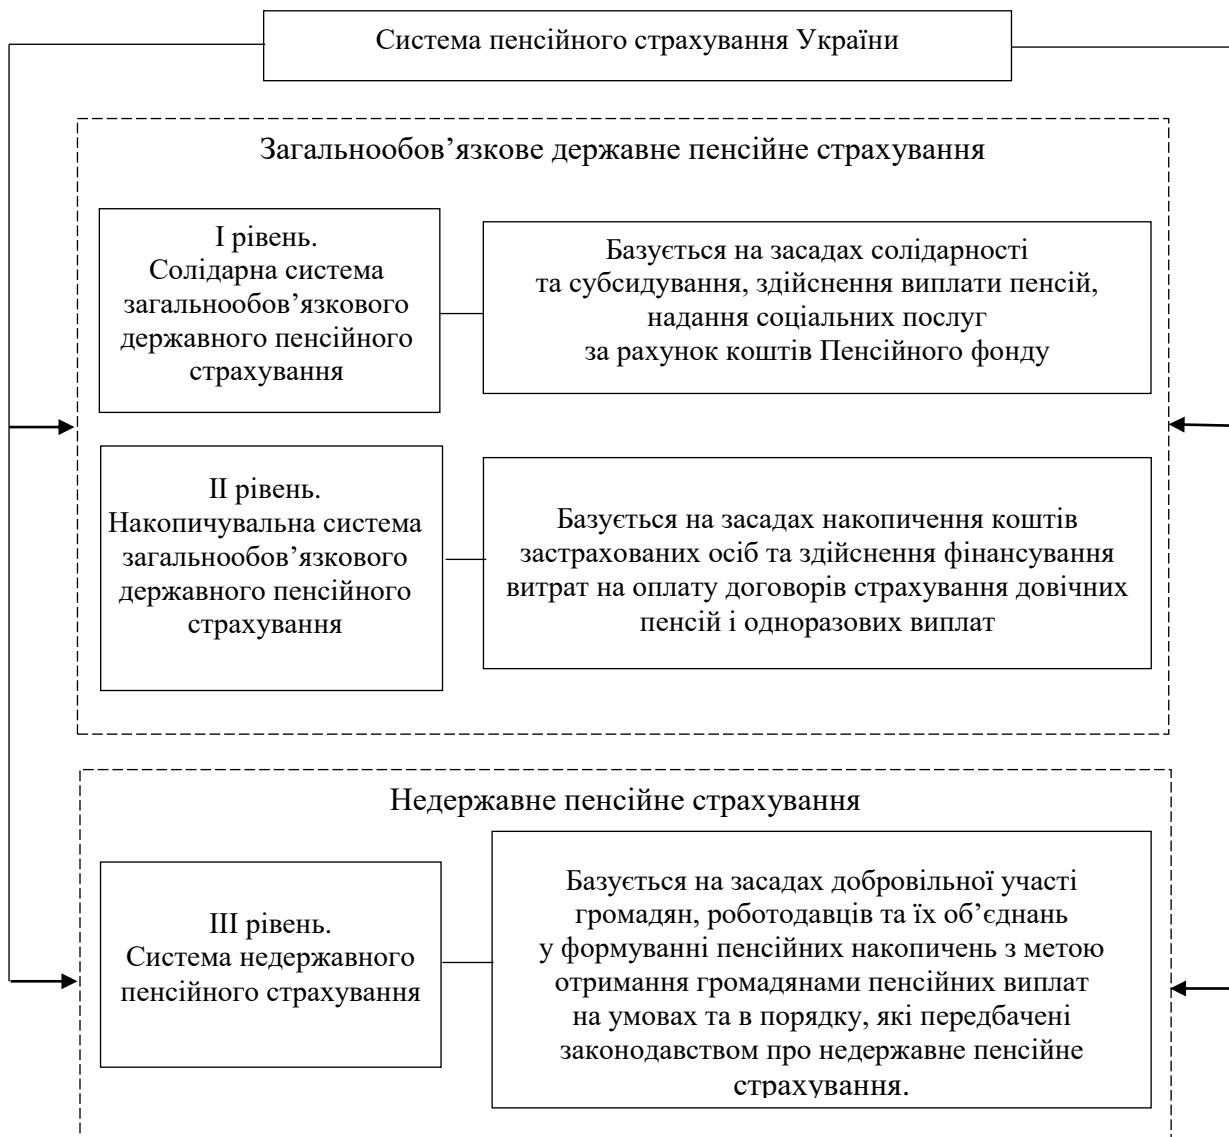 Система пенсійного страхування України
Загальнообов’язкове державне пенсійне страхування
І рівень.
Солідарна система
загальнообов’язкового
державного пенсійного
страхування
Базується на засадах солідарності
та субсидування, здійснення виплати пенсій,
надання соціальних послуг
за рахунок коштів Пенсійного фонду
ІІ рівень.
Накопичувальна система
загальнообов’язкового
державного пенсійного
страхування
Базується на засадах накопичення коштів
застрахованих осіб та здійснення фінансування
витрат на оплату договорів страхування довічних
пенсій і одноразових виплат
Недержавне пенсійне страхування
ІІІ рівень.
Система недержавного
пенсійного страхування
Базується на засадах добровільної участі
громадян, роботодавців та їх об’єднань
у формуванні пенсійних накопичень з метою
отримання громадянами пенсійних виплат
на умовах та в порядку, які передбачені
законодавством про недержавне пенсійне
страхування.